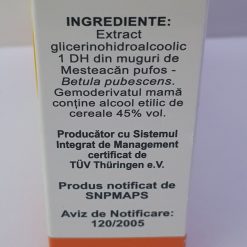 INGREDIENTE:
Extract
glicerinohidroalcoolic
1 DH din muguri de
Mesteacăn pufos -
Betula pubescens.
Gemoderivatul mamă
conține alcool etilic de
cereale 45% vol.
Producător cu Sistemul
Integrat de Management
certificat de
TÜV Thüringen e.V.
Produs notificat de
SNPMAPS
Aviz de Notificare:
120/2005